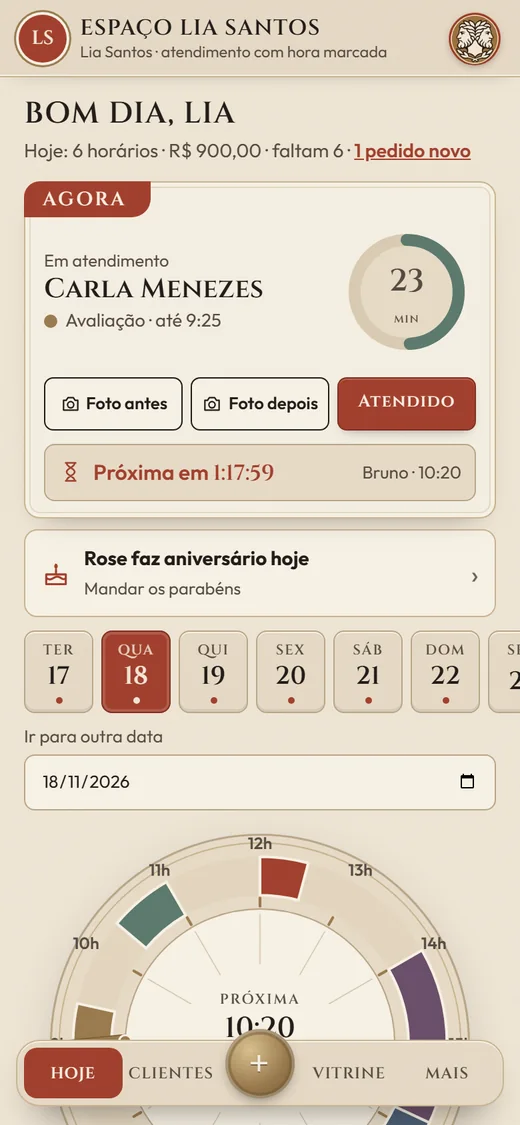 LS
ESPAÇO LIA SANTOS
Lia Santos · atendimento com hora marcada
BOM DIA, LIA
Hoje: 6 horários · R$ 900,00 · faltam 6 · 1 pedido novo
AGORA
Em atendimento
CARLA MENEZES
Avaliação · até 9:25
23
MIN
Foto antes
Foto depois
ATENDIDO
Próxima em 1:17:59
Bruno · 10:20
Rose faz aniversário hoje
Mandar os parabéns
›
TER
17
QUA
18
QUI
19
SEX
20
SÁB
21
DOM
22
Ir para outra data
18/11/2026
12h
11h
13h
10h
14h
PRÓXIMA
10:20
HOJE
CLIENTES
+
VITRINE
MAIS